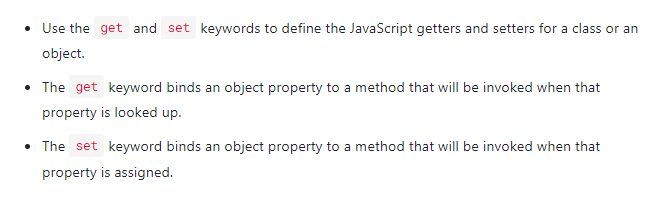 • Use the get and set keywords to define the JavaScript getters and setters for a class or an
object.
• The get keyword binds an object property to a method that will be invoked when that
property is looked up.
• The set keyword binds an object property to a method that will be invoked when that
property is assigned.